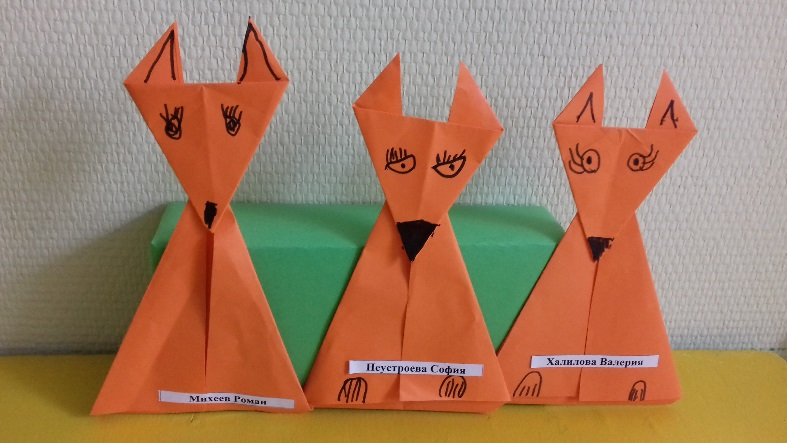 Михеев Роман
Пеустроева София
Халилова Валерия